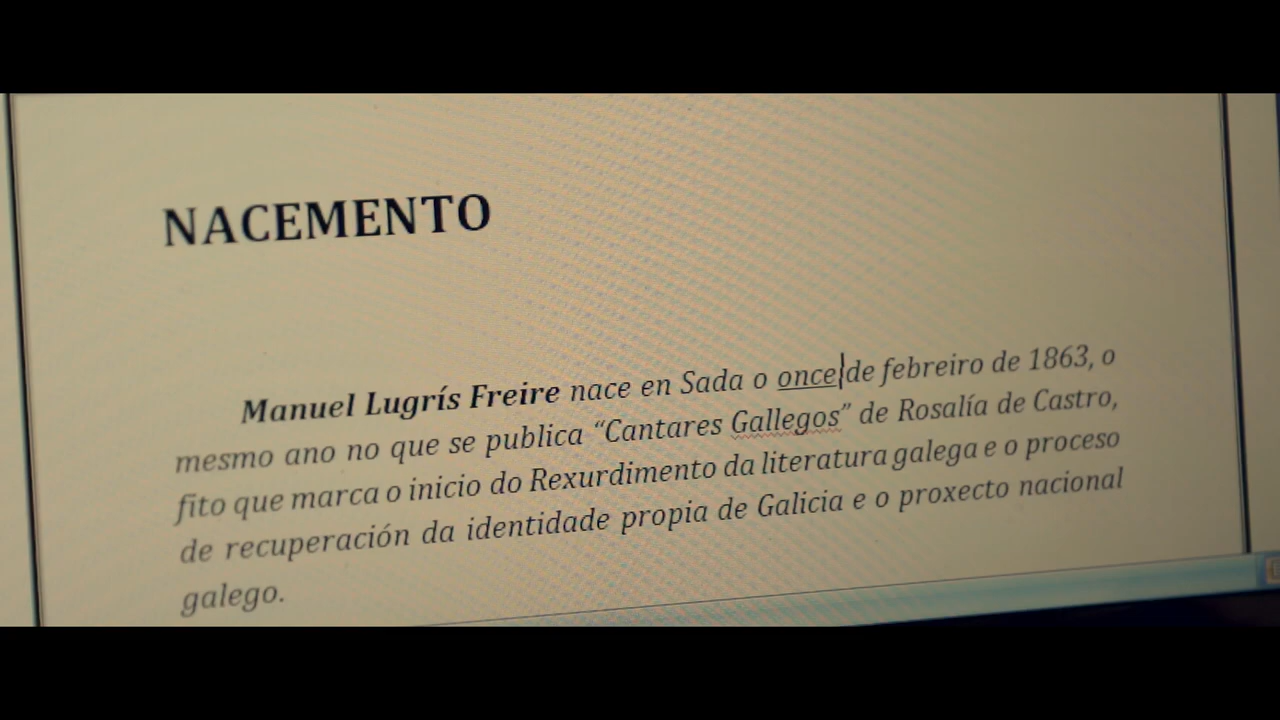 NACEMENTO
Manuel Lugrís Freire nace en Sada o once de febreiro de 1863, o
mesmo ano no que se publica “Cantares Gallegos” de Rosalía de Castro,
fito que marca o inicio do Rexurdimento da literatura galega e o proceso
de recuperación da identidade propia de Galicia e o proxecto nacional
galego.